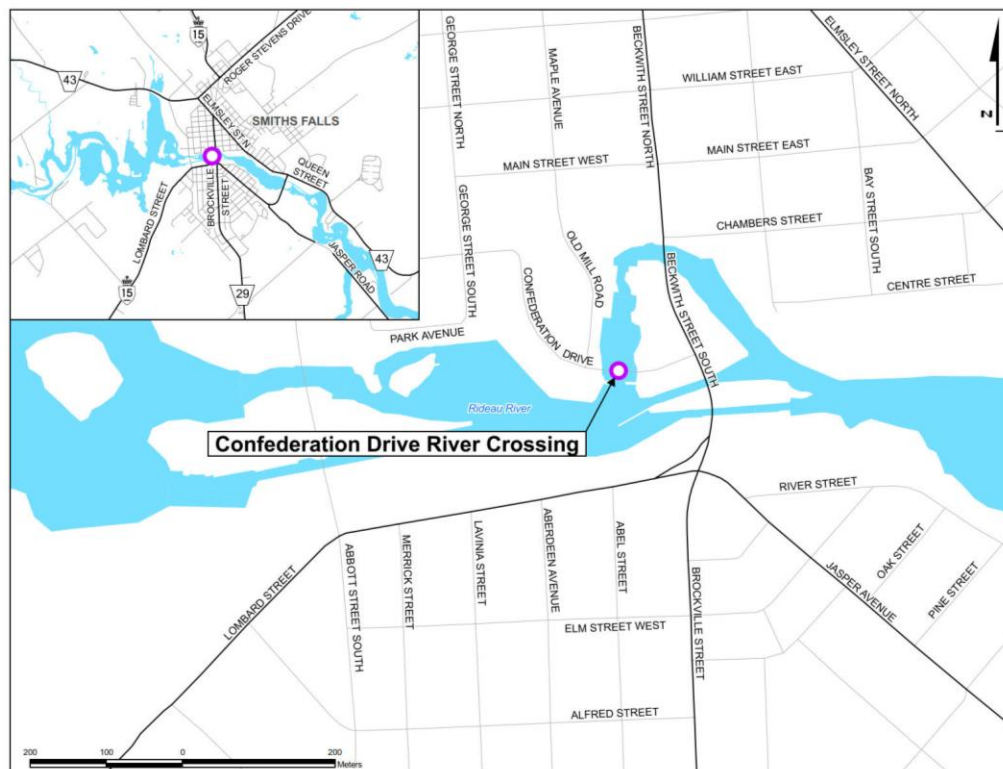 15
43
ROGER STEVENS DRIVE
ELMSLEY ST N
SMITHS FALLS
QUEEN
STREET
LOMBARD STREET
BROCKVILLE
STREET
JASPER ROAD
43
15
29
GEORGE STREET NORTH
MAPLE AVENUE
BECKWITH STREET NORTH
ELMSLEY STREET NORTH
WILLIAM STREET EAST
N
MAIN STREET WEST
MAIN STREET EAST
BAY STREET SOUTH
GEORGE STREET SOUTH
OLD MILL ROAD
CHAMBERS STREET
CENTRE STREET
CONFEDERATION DRIVE
BECKWITH STREET SOUTH
PARK AVENUE
Rideau River
Confederation Drive River Crossing
RIVER STREET
LOMBARD STREET
ABBOTT STREET SOUTH
MERRICK STREET
LAVINIA STREET
ABERDEEN AVENUE
ABEL STREET
BROCKVILLE STREET
JASPER AVENUE
OAK STREET
PINE STREET
ELM STREET WEST
ALFRED STREET
200 100 0 200
Meters